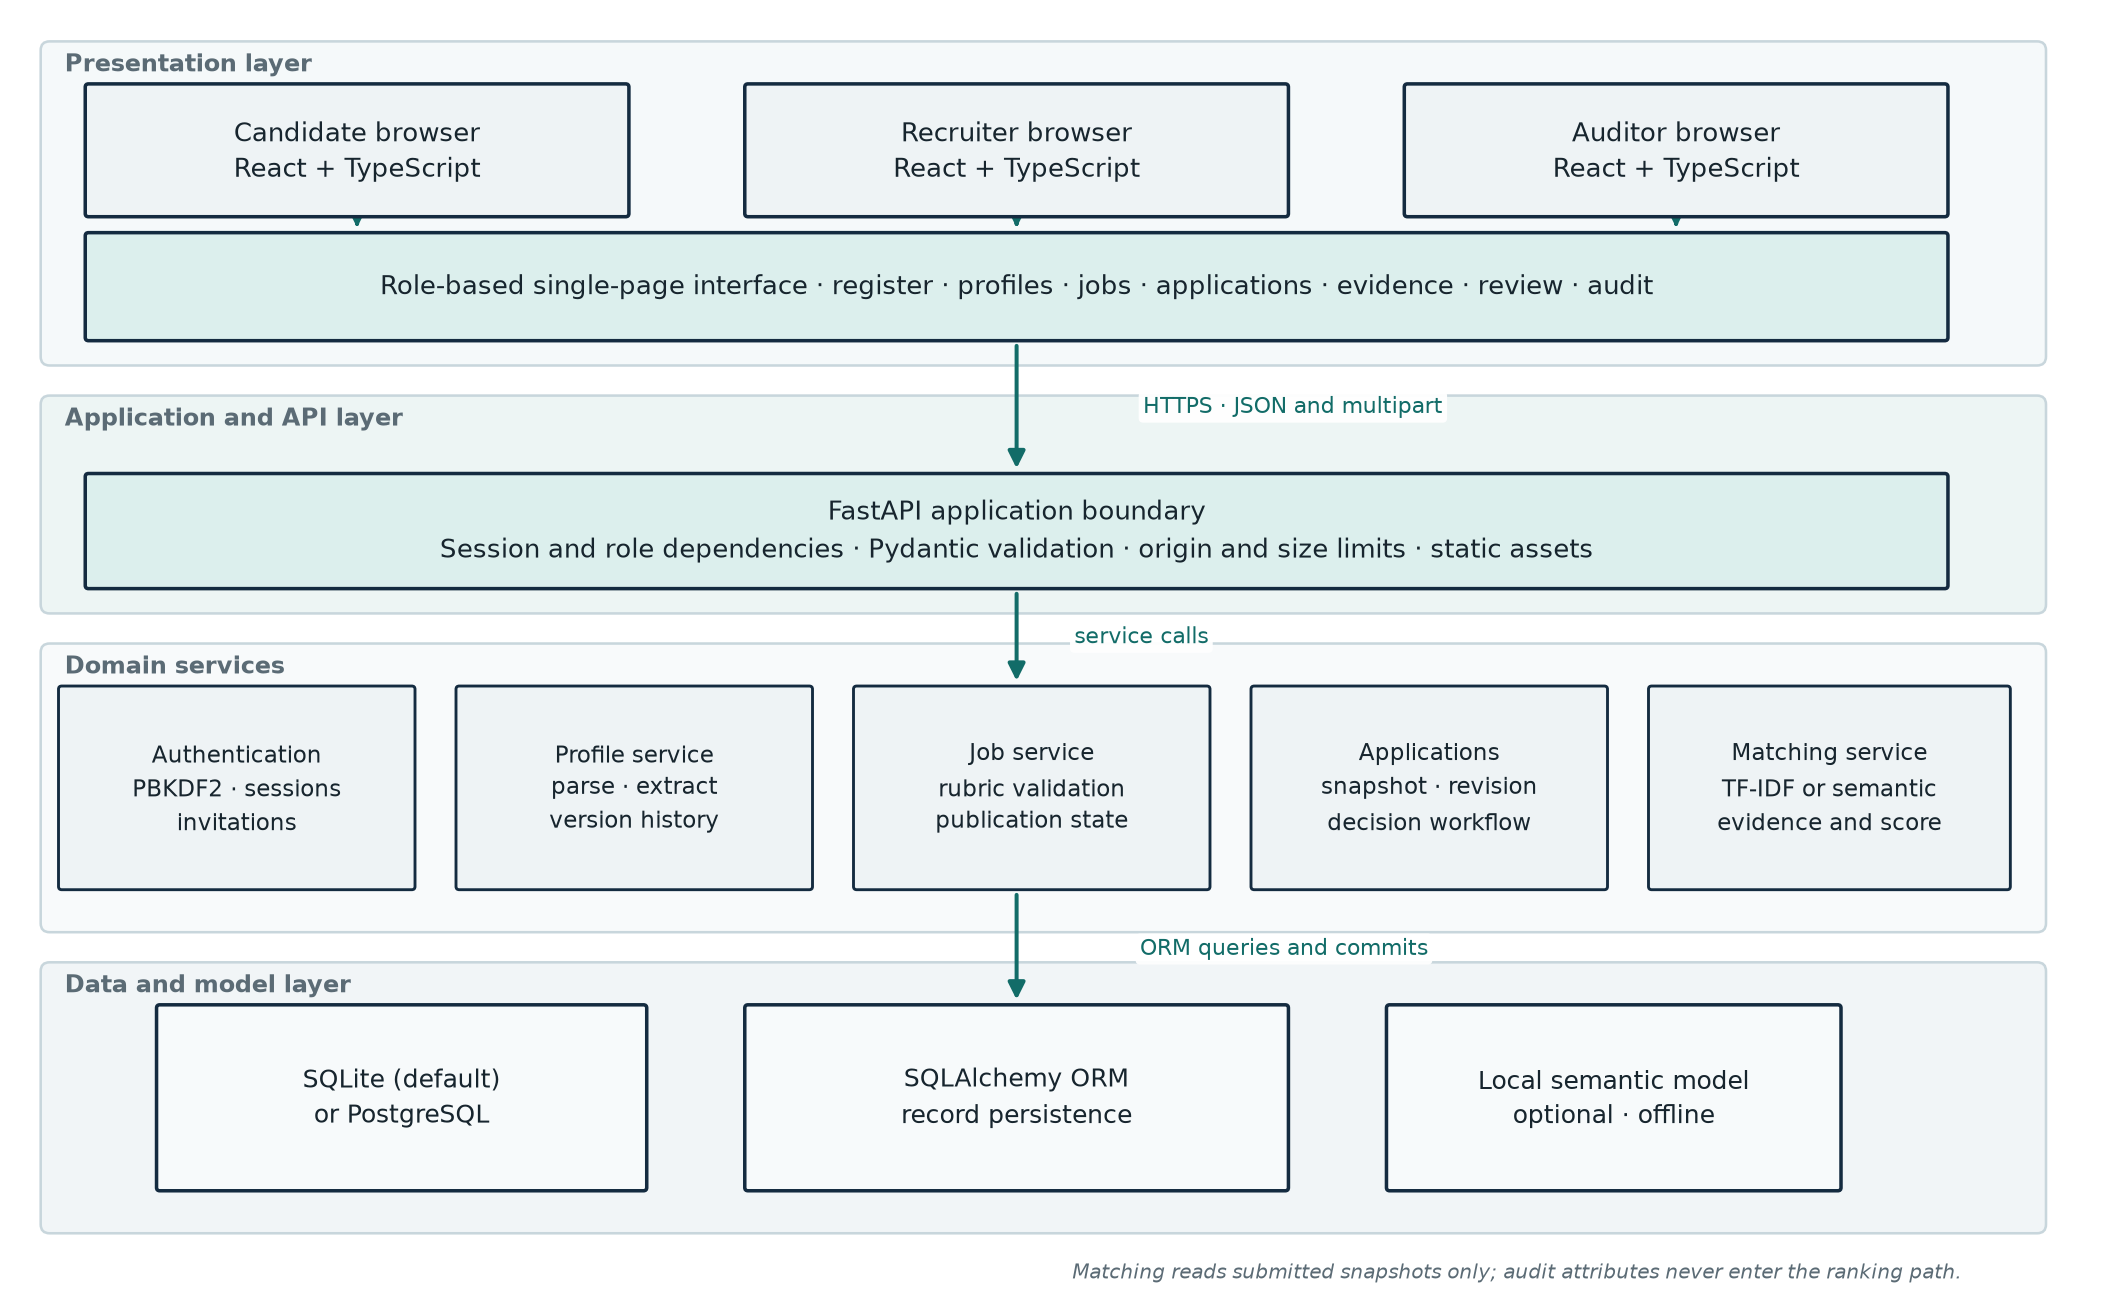 Presentation layer
Candidate browser
React + TypeScript
Recruiter browser
React + TypeScript
Auditor browser
React + TypeScript
Role-based single-page interface · register · profiles · jobs · applications · evidence · review · audit
HTTPS · JSON and multipart
Application and API layer
FastAPI application boundary
Session and role dependencies · Pydantic validation · origin and size limits · static assets
service calls
Domain services
Authentication
PBKDF2 · sessions
invitations
Profile service
parse · extract
version history
Job service
rubric validation
publication state
Applications
snapshot · revision
decision workflow
Matching service
TF-IDF or semantic
evidence and score
ORM queries and commits
Data and model layer
SQLite (default)
or PostgreSQL
SQLAlchemy ORM
record persistence
Local semantic model
optional · offline
Matching reads submitted snapshots only; audit attributes never enter the ranking path.